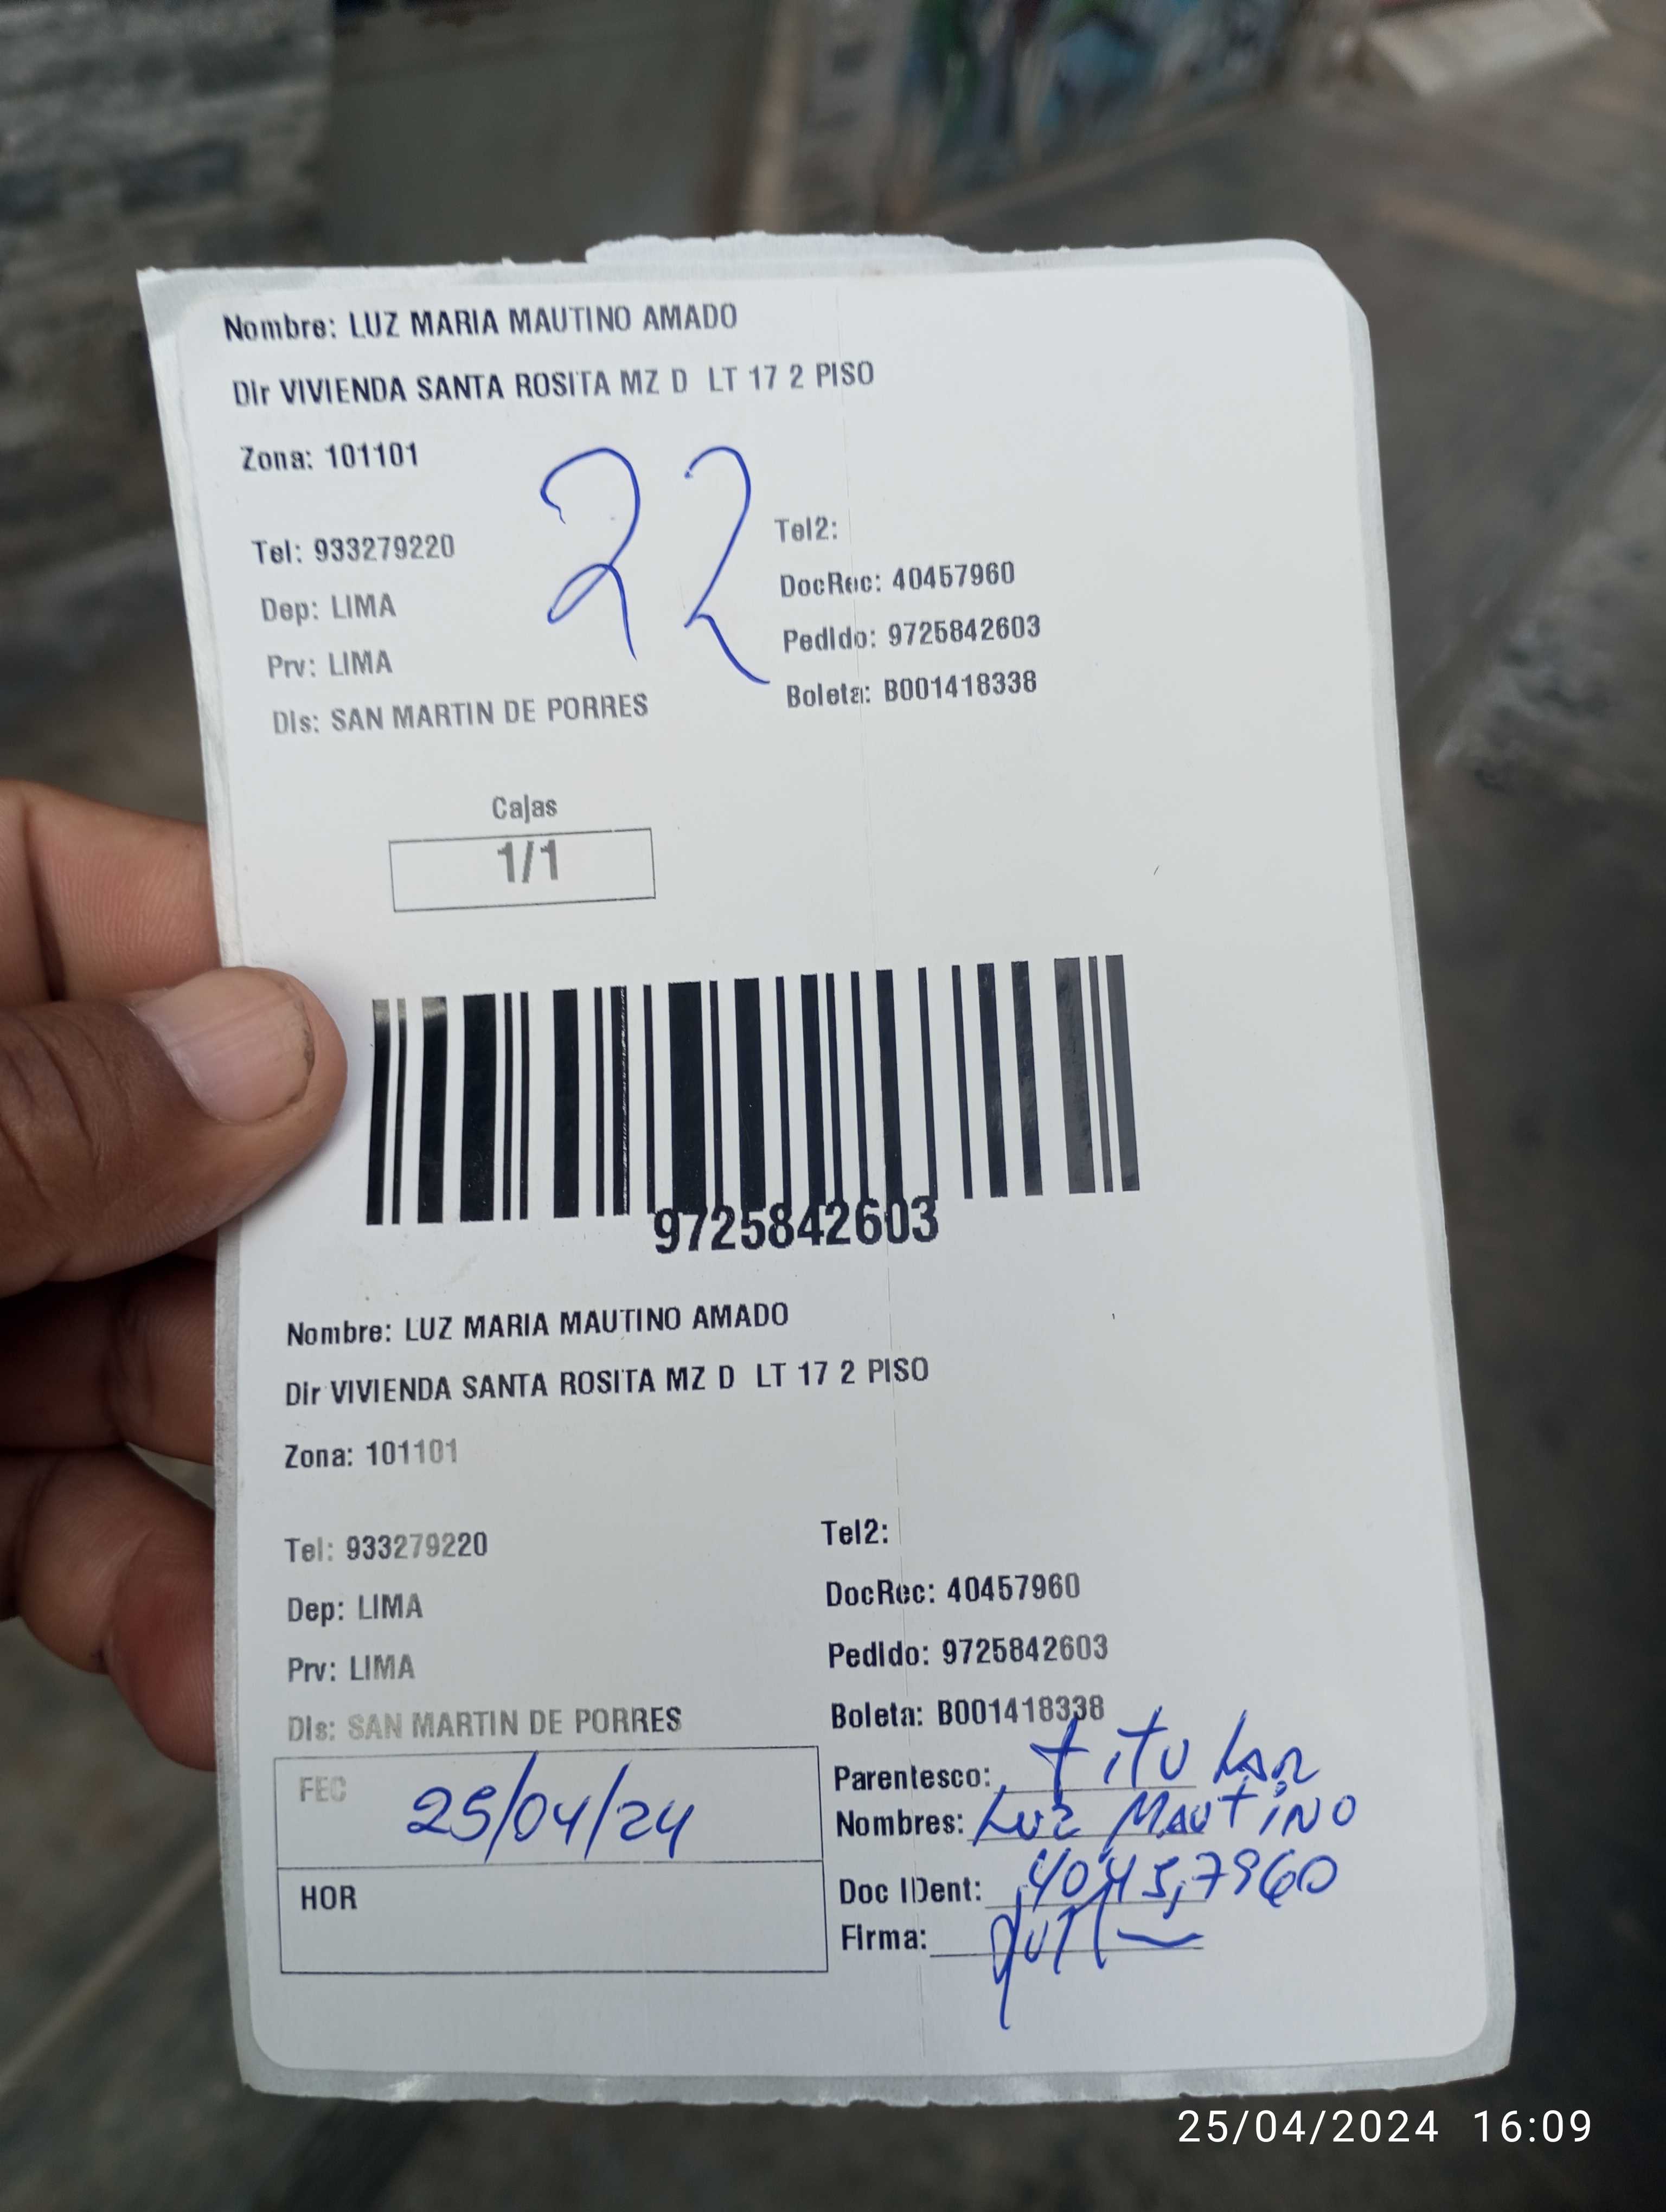 Nombre: LUZ MARIA MAUTINO AMADO
Dir VIVIENDA SANTA ROSITA MZ D LT 17 2 PISO
Zona: 101101
22
Tel: 933279220
Tel2:
Dep: LIMA
DocRec: 40457960
Prv: LIMA
Pedido: 9725842603
Dis: SAN MARTIN DE PORRES
Boleta: B001418338
Cajas
1/1
9725842603
Nombre: LUZ MARIA MAUTINO AMADO
Dir VIVIENDA SANTA ROSITA MZ D LT 17 2 PISO
Zona: 101101
Tel: 933279220
Tel2:
Dep: LIMA
DocRec: 40457960
Prv: LIMA
Pedido: 9725842603
Dis: SAN MARTIN DE PORRES
Boleta: B001418338
FEC 25/04/24
HOR
Parentesco: titular
Nombres: Luz Mautino
Doc IDent: 40457960
Firma:
25/04/2024 16:09